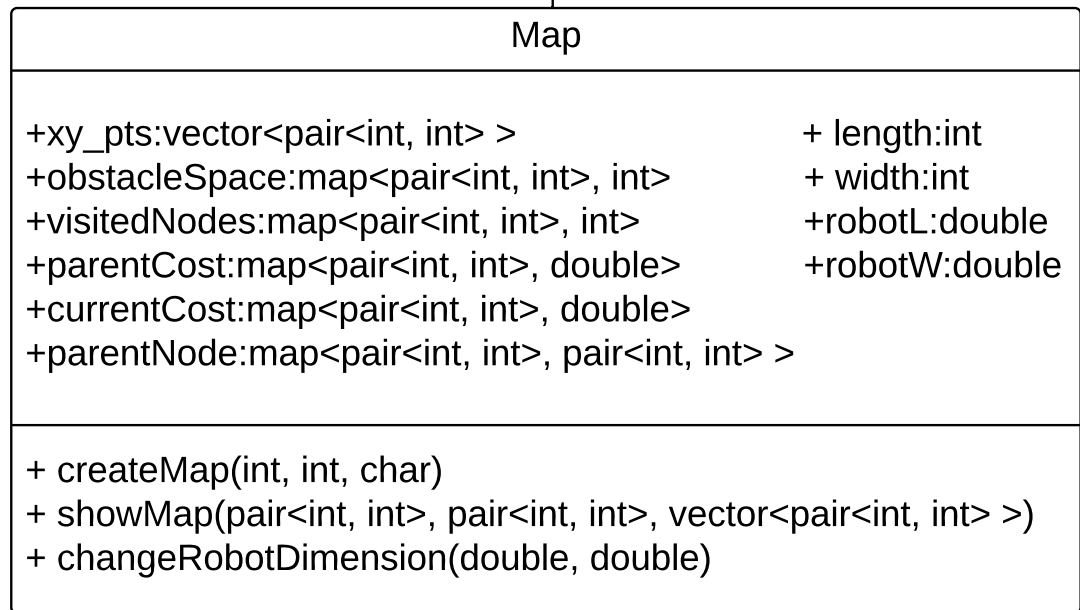 Map
+xy_pts:vector<pair<int, int> >
+obstacleSpace:map<pair<int, int>, int>
+visitedNodes:map<pair<int, int>, int>
+parentCost:map<pair<int, int>, double>
+currentCost:map<pair<int, int>, double>
+parentNode:map<pair<int, int>, pair<int, int> >
+ length:int
+ width:int
+robotL:double
+robotW:double
+ createMap(int, int, char)
+ showMap(pair<int, int>, pair<int, int>, vector<pair<int, int> >)
+ changeRobotDimension(double, double)